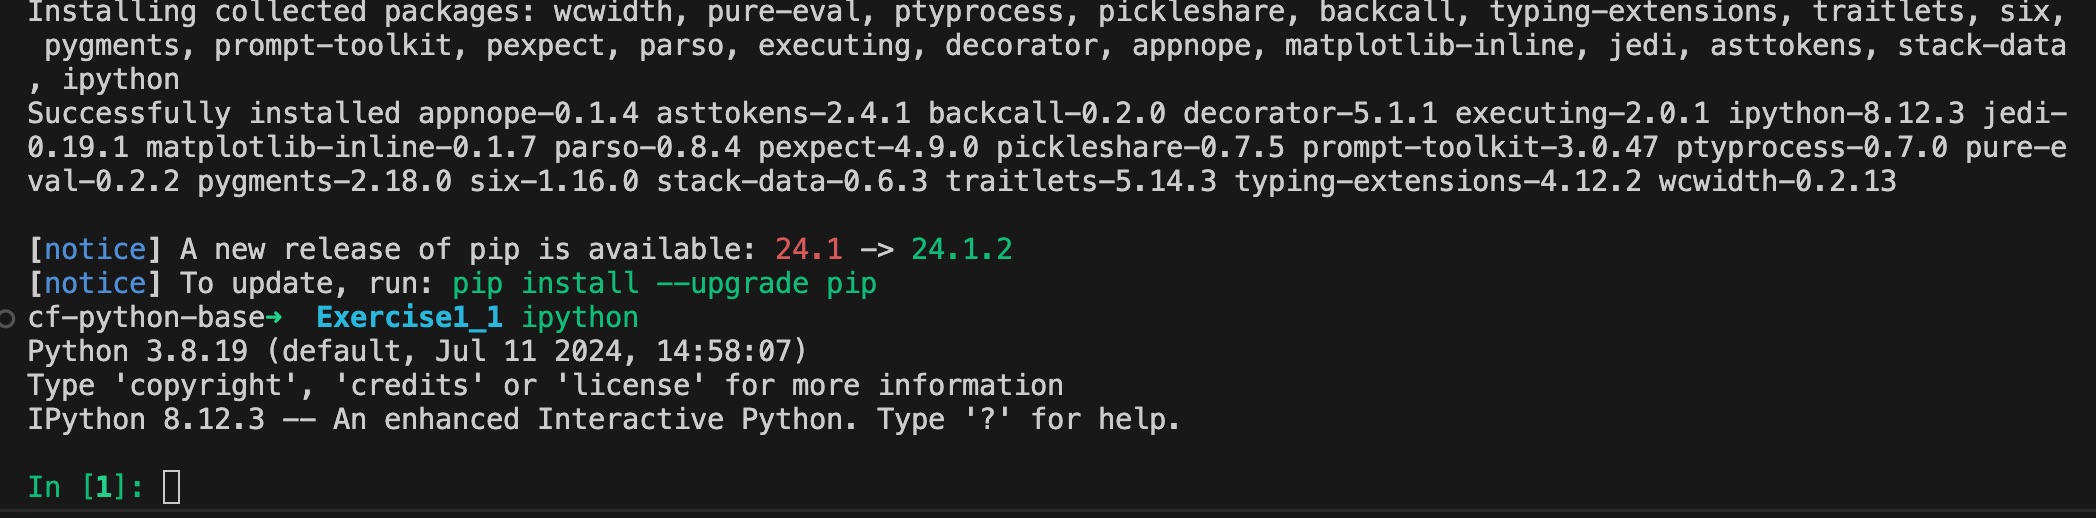 Installing collected packages: wcwidth, pure-eval, ptyprocess, pickleshare, backcall, typing-extensions, traitlets, six,
 pygments, prompt-toolkit, pexpect, parso, executing, decorator, appnope, matplotlib-inline, jedi, asttokens, stack-data
, ipython
Successfully installed appnope-0.1.4 asttokens-2.4.1 backcall-0.2.0 decorator-5.1.1 executing-2.0.1 ipython-8.12.3 jedi-
0.19.1 matplotlib-inline-0.1.7 parso-0.8.4 pexpect-4.9.0 pickleshare-0.7.5 prompt-toolkit-3.0.47 ptyprocess-0.7.0 pure-e
val-0.2.2 pygments-2.18.0 six-1.16.0 stack-data-0.6.3 traitlets-5.14.3 typing-extensions-4.12.2 wcwidth-0.2.13
[notice] A new release of pip is available: 24.1 -> 24.1.2
[notice] To update, run: pip install --upgrade pip
cf-python-base➜  Exercise1_1 ipython
Python 3.8.19 (default, Jul 11 2024, 14:58:07)
Type 'copyright', 'credits' or 'license' for more information
IPython 8.12.3 -- An enhanced Interactive Python. Type '?' for help.
In [1]: